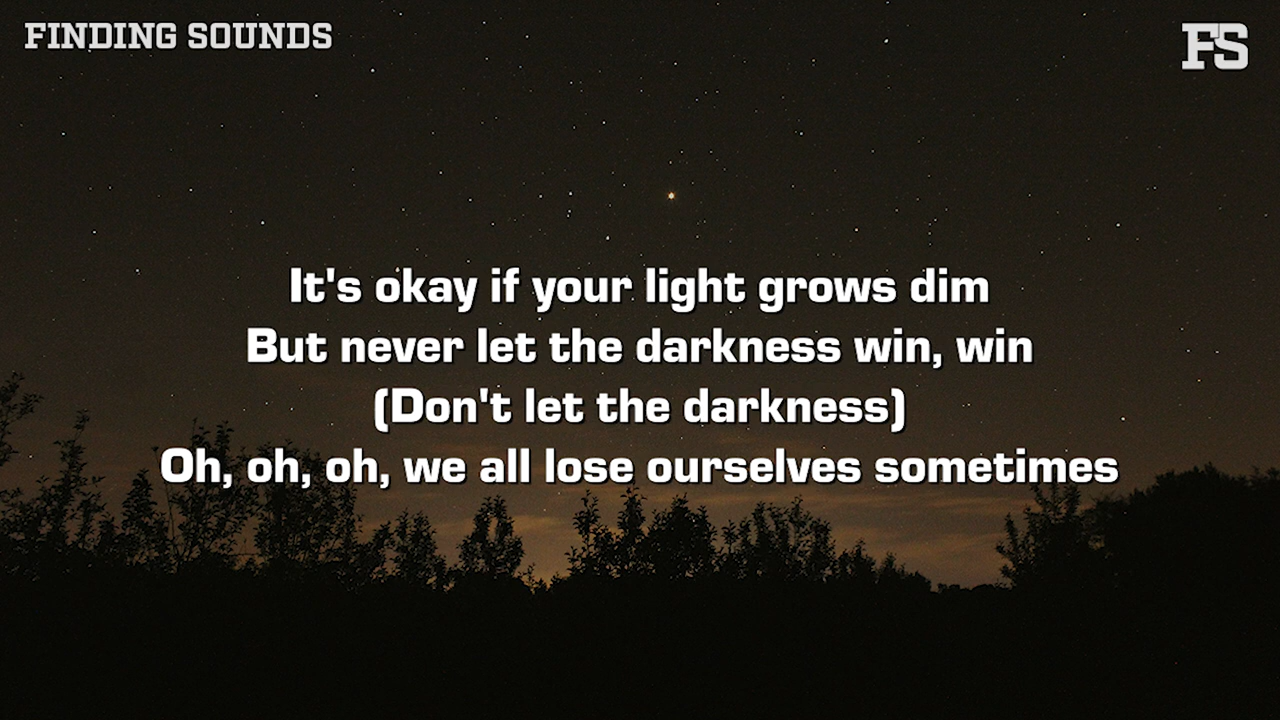 FINDING SOUNDS
FS
It's okay if your light grows dim
But never let the darkness win, win
(Don't let the darkness)
Oh, oh, oh, we all lose ourselves sometimes